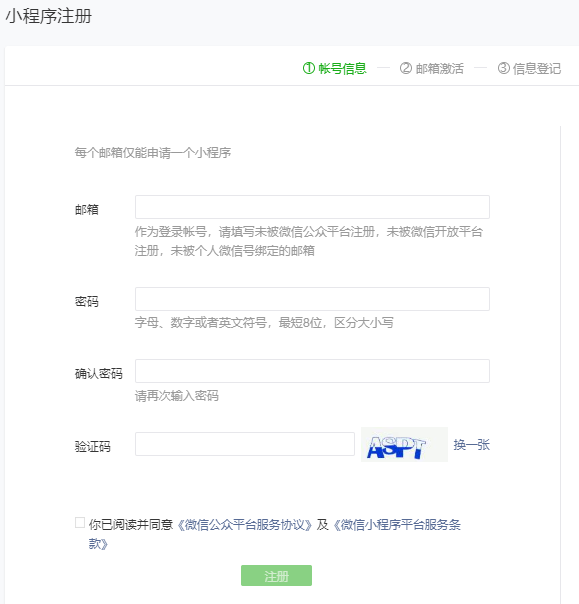 小程序注册
① 帐号信息 — ② 邮箱激活 — ③ 信息登记
每个邮箱仅能申请一个小程序
邮箱
作为登录帐号，请填写未被微信公众平台注册，未被微信开放平台
注册，未被个人微信号绑定的邮箱
密码
字母、数字或者英文符号，最短8位，区分大小写
确认密码
请再次输入密码
验证码 ASPT 换一张
你已阅读并同意《微信公众平台服务协议》及《微信小程序平台服务条
款》
注册